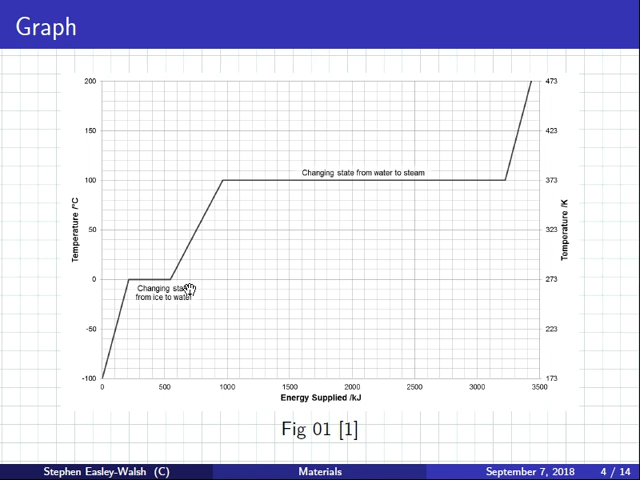 Graph
200
473
150
423
Changing state from water to steam
100
373
Temperature /°C
Temperature /K
50
323
0
273
Changing
from ice to water
-50
223
-100
173
0 500 1000 1500 2000 2500 3000 3500
Energy Supplied /kJ
Fig 01 [1]
Stephen Easley-Walsh (C) Materials September 7, 2018 4 / 14